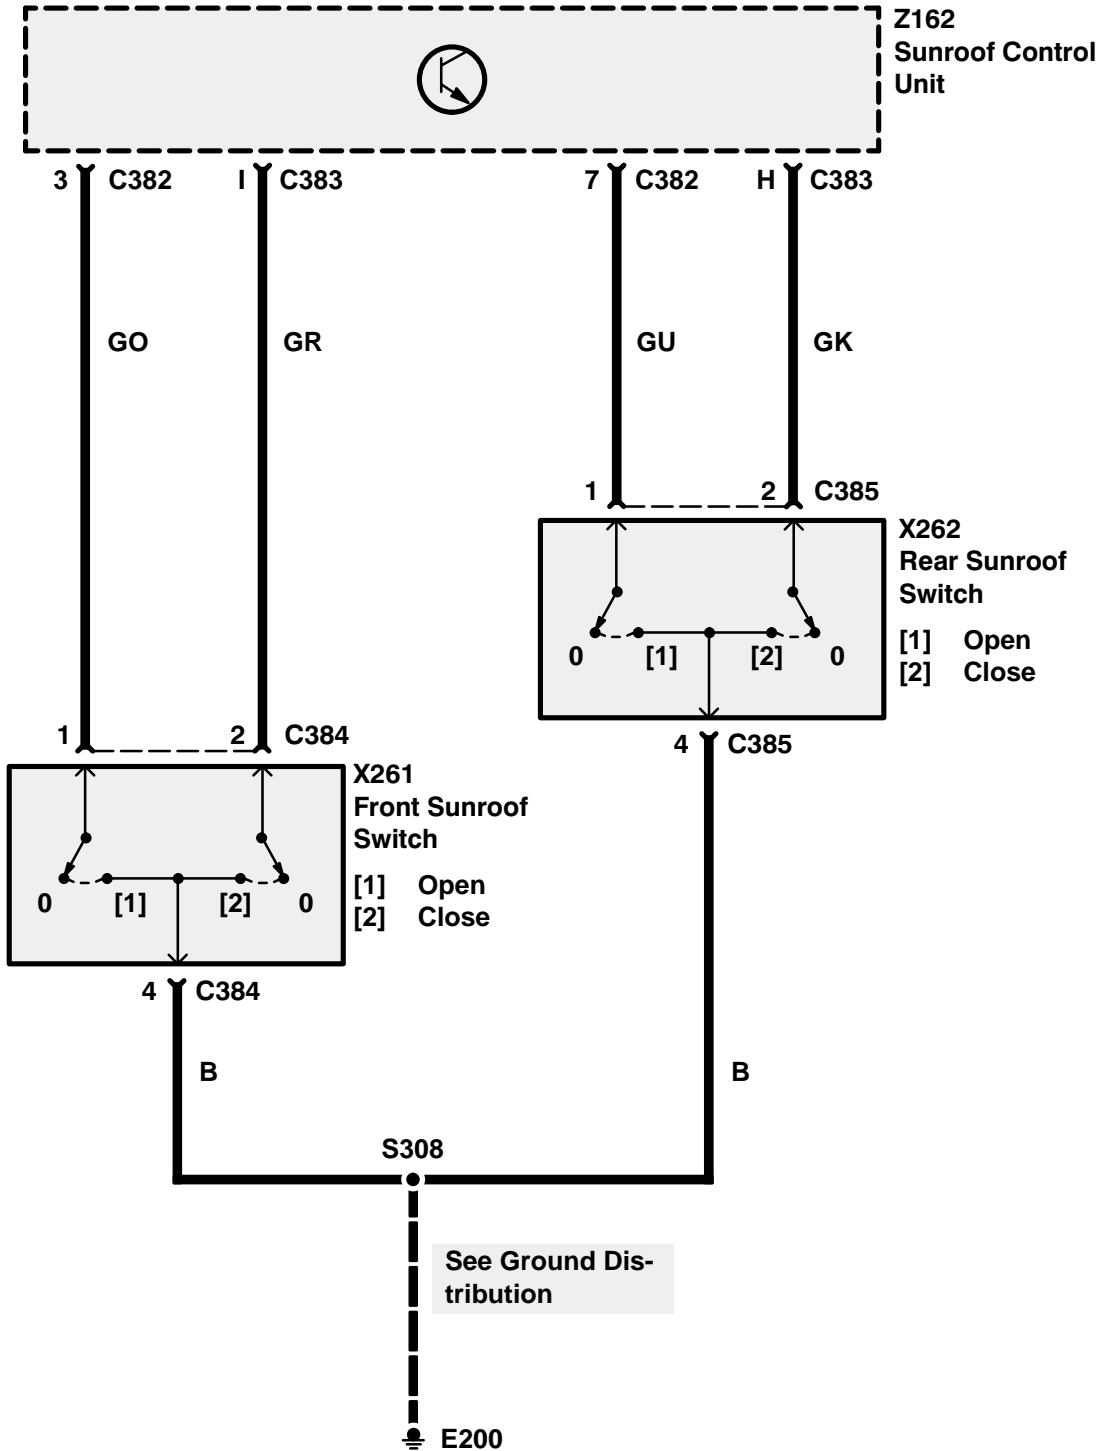 Z162
Sunroof Control
Unit
3 C382 I C383 7 C382 H C383
GO GR GU GK
1 2 C385
X262
Rear Sunroof
Switch
[1] Open
[2] Close
0 [1] [2] 0
1 2 C384
4 C385
X261
Front Sunroof
Switch
[1] Open
[2] Close
0 [1] [2] 0
4 C384
B B
S308
See Ground Dis-
tribution
E200